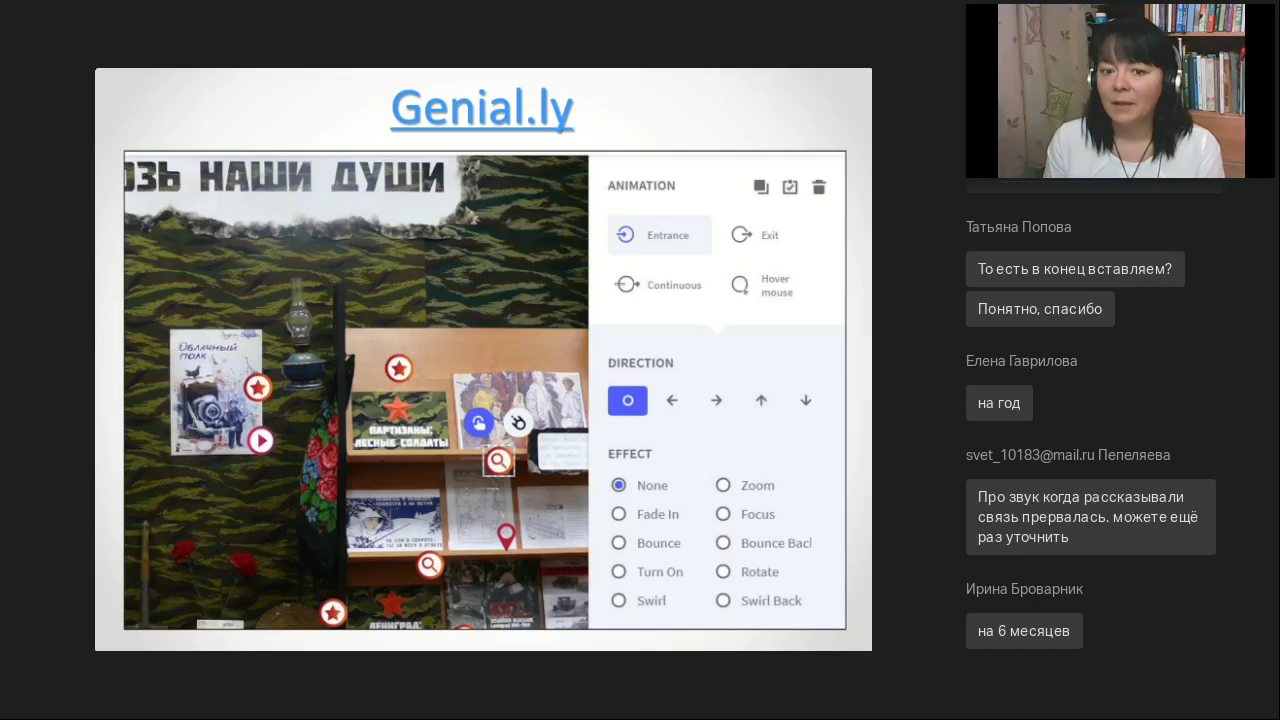 Genial.ly
ОЗЬ НАШИ ДУШИ
ОБЛАЧНЫЙ
ПОЛК
ПАРТИЗАНЫ:
ЛЕСНЫЕ СОЛДАТЫ
ЛЕНИНГРАД:
ANIMATION
Entrance
Exit
Continuous
Hover
mouse
DIRECTION
EFFECT
None
Zoom
Fade In
Focus
Bounce
Bounce Bacl
Turn On
Rotate
Swirl
Swirl Back
Татьяна Попова
То есть в конец вставляем?
Понятно, спасибо
Елена Гаврилова
на год
svet_10183@mail.ru Пепеляева
Про звук когда рассказывали
связь прервалась. можете ещё
раз уточнить
Ирина Броварник
на 6 месяцев